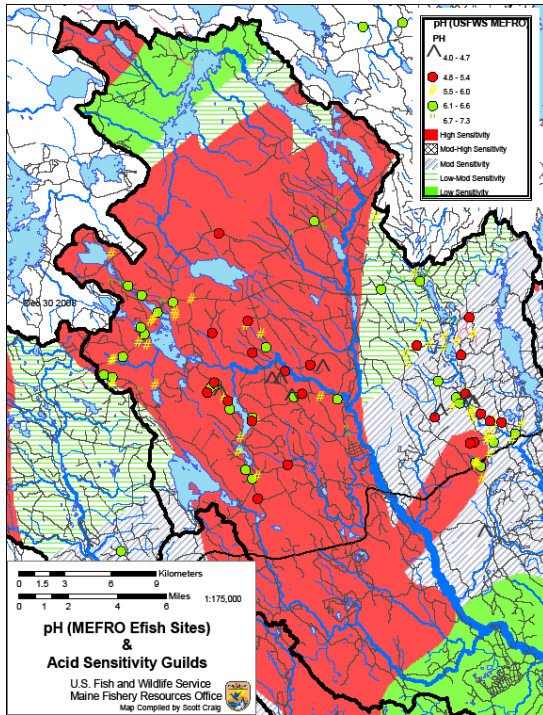 pH (USFWS MEFRO)
PH
4.0 - 4.7
4.8 - 5.4
5.5 - 6.0
6.1 - 6.6
6.7 - 7.3
High Sensitivity
Mod-High Sensitivity
Mod Sensitivity
Low-Mod Sensitivity
Low Sensitivity
30 2008
Kilometers
0 1.5 3 6 9
Miles
0 1 2 4 6
1:175,000
pH (MEFRO Efish Sites)
&
Acid Sensitivity Guilds
U.S. Fish and Wildlife Service
Maine Fishery Resources Office
Map Compiled by Scott Craig